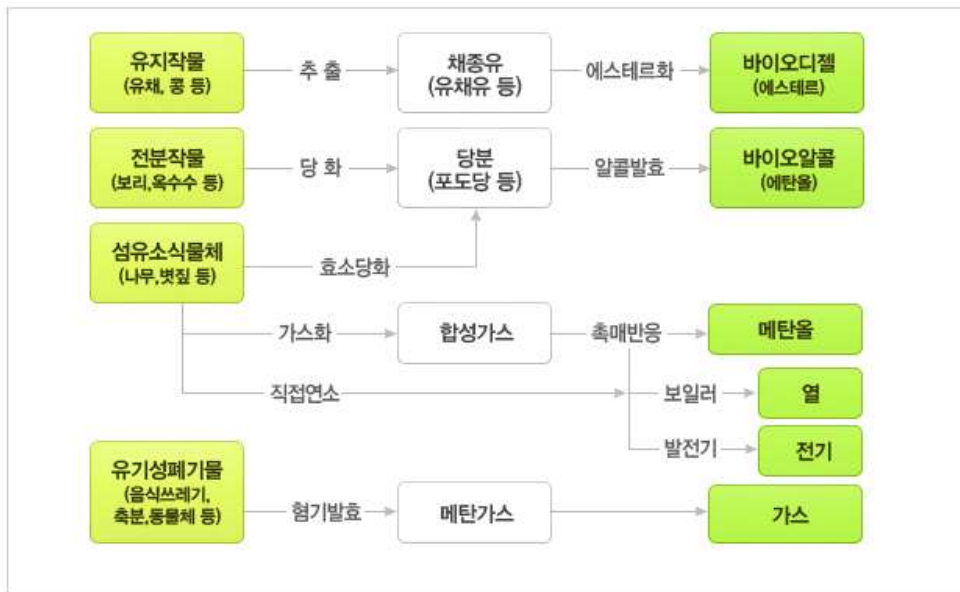 유지작물
(유채, 콩 등)
추 출
채종유
(유채유 등)
에스테르화
바이오디젤
(에스테르)
전분작물
(보리,옥수수 등)
당 화
당분
(포도당 등)
알콜발효
바이오알콜
(에탄올)
섬유소식물체
(나무,볏짚 등)
효소당화
가스화
합성가스
촉매반응
메탄올
직접연소
보일러
열
발전기
전기
유기성폐기물
(음식쓰레기,
축분,동물체 등)
혐기발효
메탄가스
가스